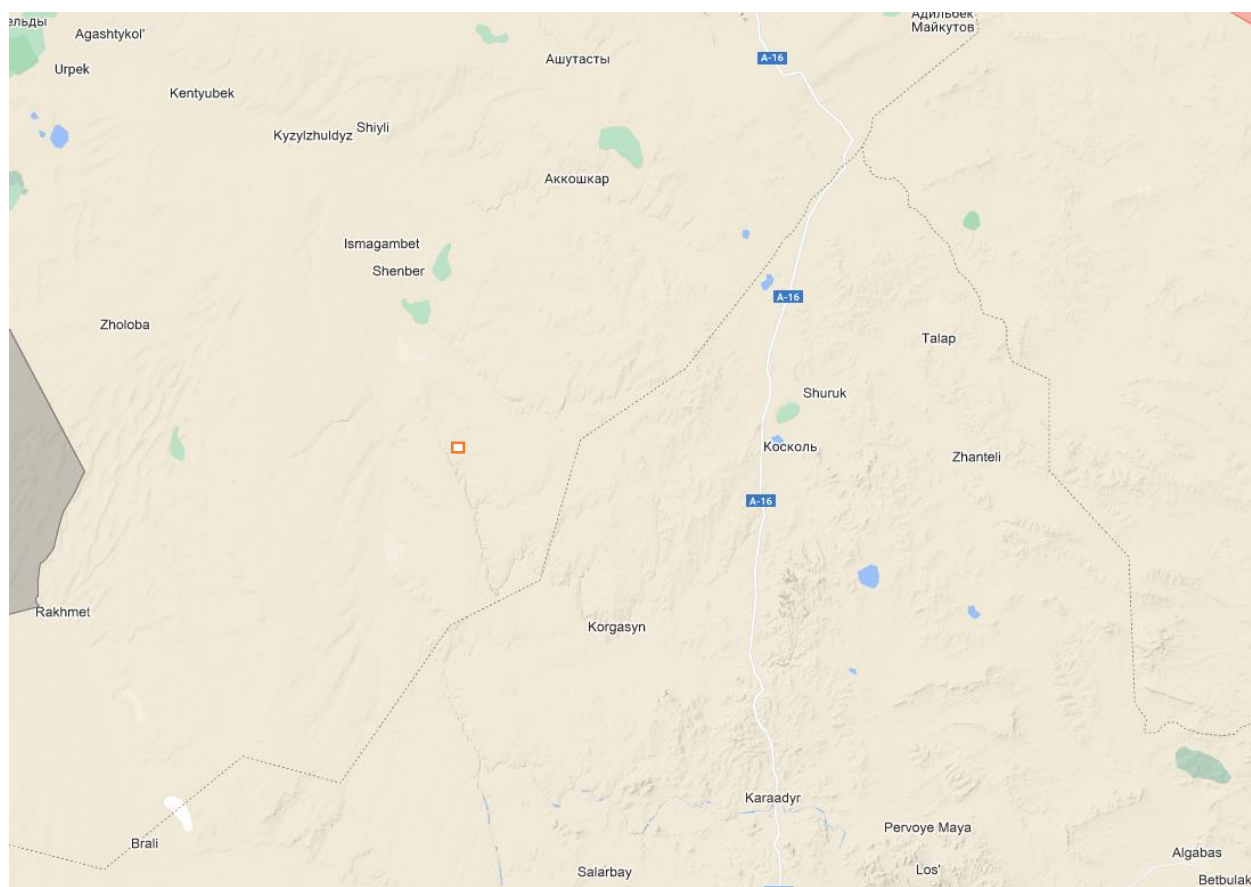 ельды
Agashtykol'
Адильбек
Майкутов
Ашутасты
A-16
Urpek
Kentyubek
Kyzylzhuldyz
Shiyli
Аккошкар
Ismagambet
Shenber
A-16
Zholoba
Talap
Shuruk
Косколь
Zhanteli
A-16
Rakhmet
Korgasyn
Karaadyr
Pervoye Maya
Brali
Algabas
Salarbay
Los'
Betbulak